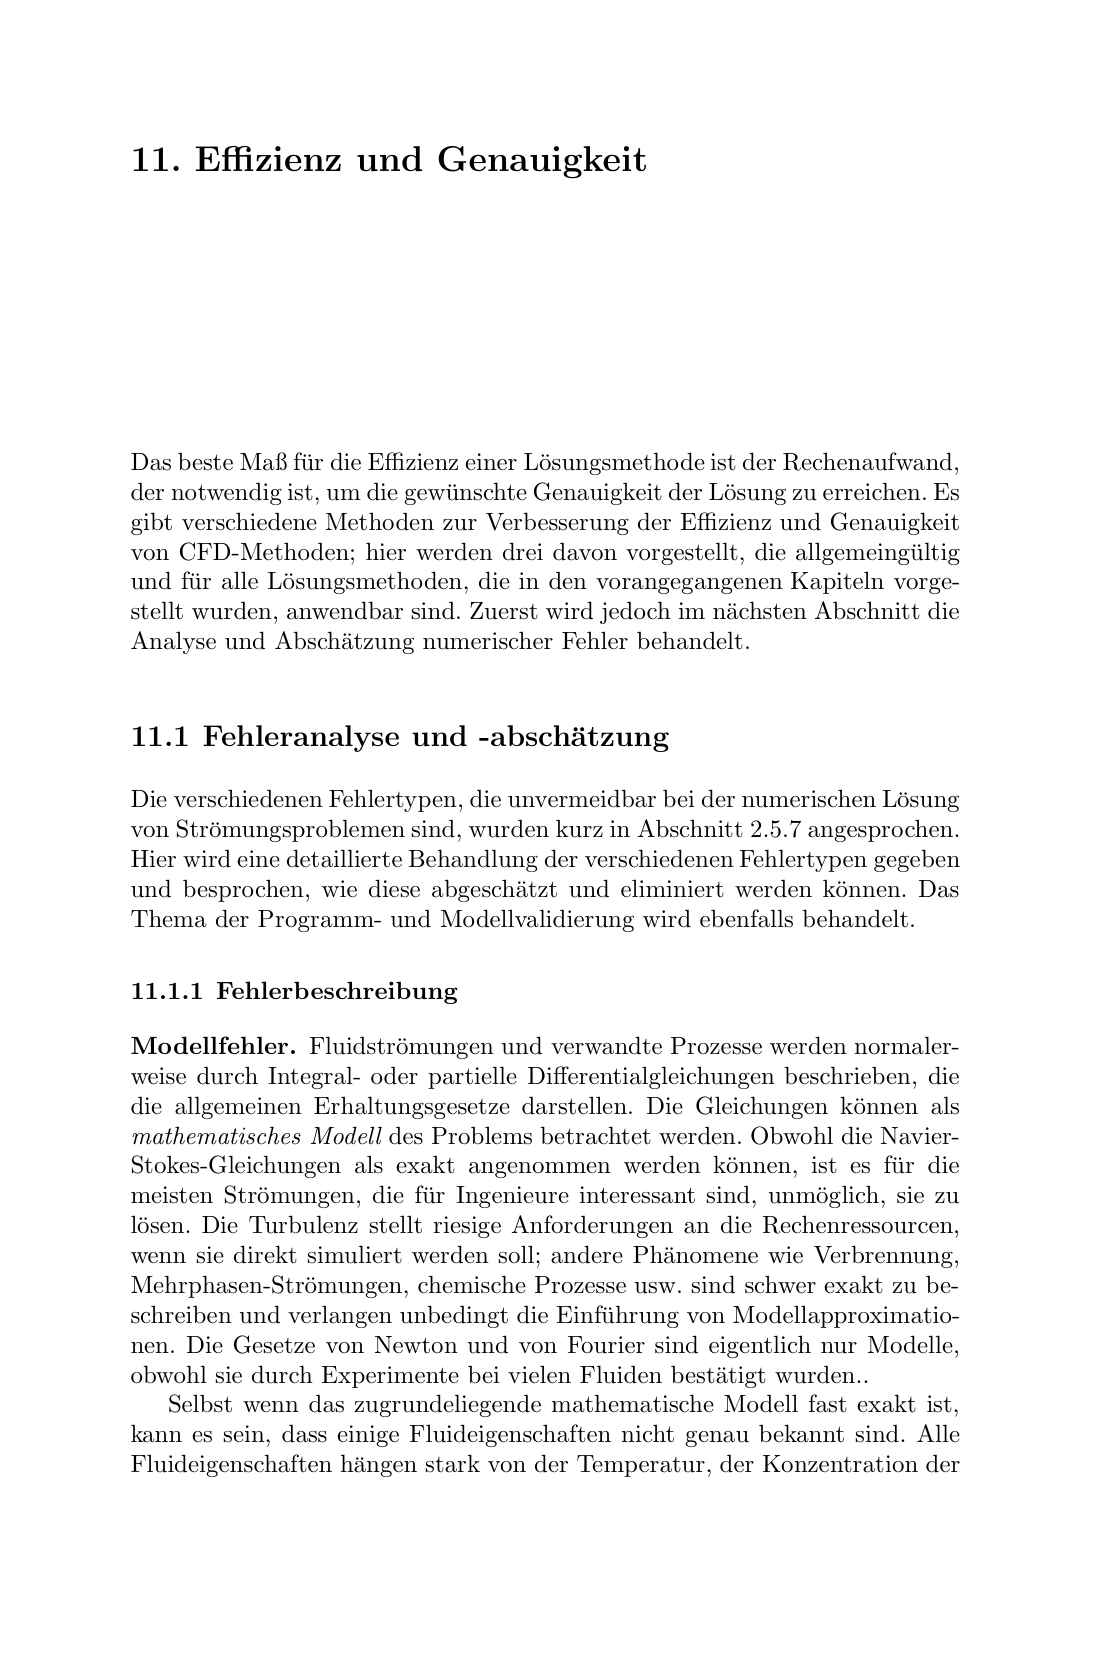 11. Effizienz und Genauigkeit
Das beste Maß für die Effizienz einer Lösungsmethode ist der Rechenaufwand,
der notwendig ist, um die gewünschte Genauigkeit der Lösung zu erreichen. Es
gibt verschiedene Methoden zur Verbesserung der Effizienz und Genauigkeit
von CFD-Methoden; hier werden drei davon vorgestellt, die allgemeingültig
und für alle Lösungsmethoden, die in den vorangegangenen Kapiteln vorge-
stellt wurden, anwendbar sind. Zuerst wird jedoch im nächsten Abschnitt die
Analyse und Abschätzung numerischer Fehler behandelt.
11.1 Fehleranalyse und -abschätzung
Die verschiedenen Fehlertypen, die unvermeidbar bei der numerischen Lösung
von Strömungsproblemen sind, wurden kurz in Abschnitt 2.5.7 angesprochen.
Hier wird eine detaillierte Behandlung der verschiedenen Fehlertypen gegeben
und besprochen, wie diese abgeschätzt und eliminiert werden können. Das
Thema der Programm- und Modellvalidierung wird ebenfalls behandelt.
11.1.1 Fehlerbeschreibung
Modellfehler. Fluidströmungen und verwandte Prozesse werden normaler-
weise durch Integral- oder partielle Differentialgleichungen beschrieben, die
die allgemeinen Erhaltungsgesetze darstellen. Die Gleichungen können als
mathematisches Modell des Problems betrachtet werden. Obwohl die Navier-
Stokes-Gleichungen als exakt angenommen werden können, ist es für die
meisten Strömungen, die für Ingenieure interessant sind, unmöglich, sie zu
lösen. Die Turbulenz stellt riesige Anforderungen an die Rechenressourcen,
wenn sie direkt simuliert werden soll; andere Phänomene wie Verbrennung,
Mehrphasen-Strömungen, chemische Prozesse usw. sind schwer exakt zu be-
schreiben und verlangen unbedingt die Einführung von Modellapproximatio-
nen. Die Gesetze von Newton und von Fourier sind eigentlich nur Modelle,
obwohl sie durch Experimente bei vielen Fluiden bestätigt wurden..
Selbst wenn das zugrundeliegende mathematische Modell fast exakt ist,
kann es sein, dass einige Fluideigenschaften nicht genau bekannt sind. Alle
Fluideigenschaften hängen stark von der Temperatur, der Konzentration der